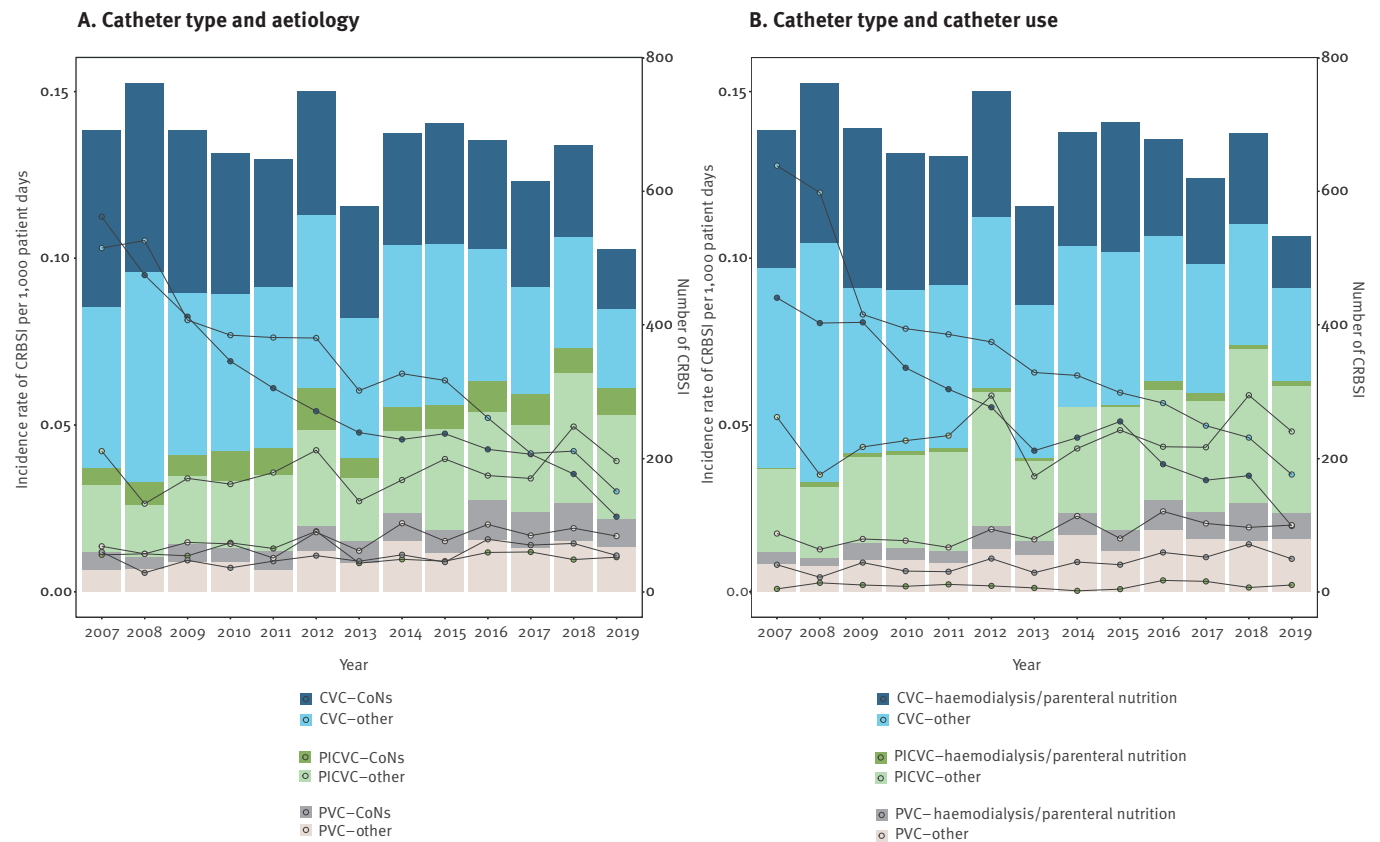 A. Catheter type and aetiology
B. Catheter type and catheter use
Incidence rate of CRBSI per 1,000 patient days
0.15
0.10
0.05
0.00
800
600
400
200
0
Number of CRBSI
2007 2008 2009 2010 2011 2012 2013 2014 2015 2016 2017 2018 2019
Year
CVC–CoNs
CVC–other
PICVC–CoNs
PICVC–other
PVC–CoNs
PVC–other
Incidence rate of CRBSI per 1,000 patient days
0.15
0.10
0.05
0.0
800
600
400
200
0
Number of CRBSI
2007 2008 2009 2010 2011 2012 2013 2014 2015 2016 2017 2018 2019
Year
CVC–haemodialysis/parenteral nutrition
CVC–other
PICVC–haemodialysis/parenteral nutrition
PICVC–other
PVC–haemodialysis/parenteral nutrition
PVC–other